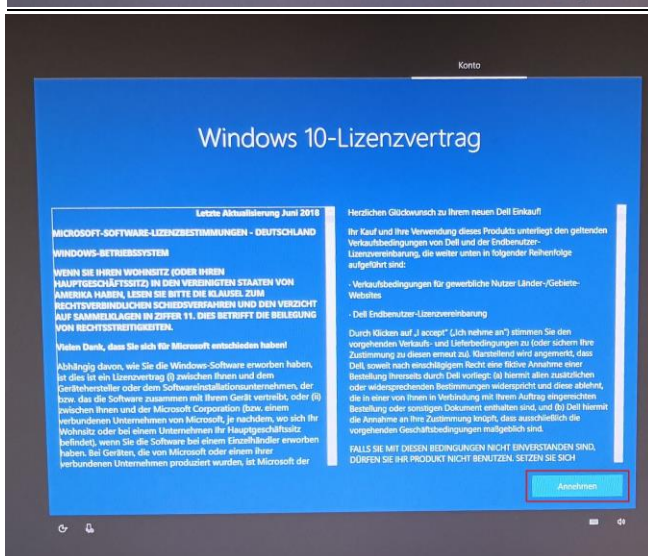 Konto
Windows 10-Lizenzvertrag
Letzte Aktualisierung Juni 2018
MICROSOFT-SOFTWARE-LIZENZBESTIMMUNGEN - DEUTSCHLAND
WINDOWS-BETRIEBSSYSTEM
WENN SIE IHREN WOHNSITZ (ODER IHREN
HAUPTGESCHÄFTSSITZ) IN DEN VEREINIGTEN STAATEN VON
AMERIKA HABEN, LESEN SIE BITTE DIE KLAUSEL ZUM
RECHTSVERBINDLICHEN SCHIEDSVERFAHREN UND DEN VERZICHT
AUF SAMMELKLAGEN IN ZIFFER 11. DIES BETRIFFT DIE BEILEGUNG
VON RECHTSSTREITIGKEITEN.
Vielen Dank, dass Sie sich für Microsoft entschieden haben!
Abhängig davon, wie Sie die Windows-Software erworben haben,
ist dies ist ein Lizenzvertrag (i) zwischen Ihnen und dem
Gerätehersteller oder dem Softwareinstallationsunternehmen, der
bzw. das die Software zusammen mit Ihrem Gerät vertreibt, oder (ii)
zwischen Ihnen und der Microsoft Corporation (bzw. einem
verbundenen Unternehmen von Microsoft, je nachdem, wo sich Ihr
Wohnsitz oder bei einem Unternehmen Ihr Hauptgeschäftssitz
befindet), wenn Sie die Software bei einem Einzelhändler erworben
haben. Bei Geräten, die von Microsoft oder einem ihrer
verbundenen Unternehmen produziert wurden, ist Microsoft der
Herzlichen Glückwunsch zu Ihrem neuen Dell Einkauf!
Ihr Kauf und Ihre Verwendung dieses Produkts unterliegt den geltenden
Verkaufsbedingungen von Dell und der Endbenutzer-
Lizenzvereinbarung, die weiter unten in folgender Reihenfolge
aufgeführt sind:
- Verkaufsbedingungen für gewerbliche Nutzer Länder-/Gebiete-
Websites
- Dell Endbenutzer-Lizenzvereinbarung
Durch Klicken auf „I accept" („Ich nehme an") stimmen Sie den
vorgehenden Verkaufs- und Lieferbedingungen zu (oder sichern Ihre
Zustimmung zu diesen erneut zu). Klarstellend wird angemerkt, dass
Dell, soweit nach einschlägigem Recht eine fiktive Annahme einer
Bestellung Ihrerseits durch Dell vorliegt: (a) hiermit allen zusätzlichen
oder widersprechenden Bestimmungen widerspricht und diese ablehnt,
die in einer von Ihnen in Verbindung mit Ihrem Auftrag eingereichten
Bestellung oder sonstigen Dokument enthalten sind, und (b) Dell hiermit
die Annahme an Ihre Zustimmung knüpft, dass ausschließlich die
vorgehenden Geschäftsbedingungen maßgeblich sind.
FALLS SIE MIT DIESEN BEDINGUNGEN NICHT EINVERSTANDEN SIND,
DÜRFEN SIE IHR PRODUKT NICHT BENUTZEN. SETZEN SIE SICH
Annehmen